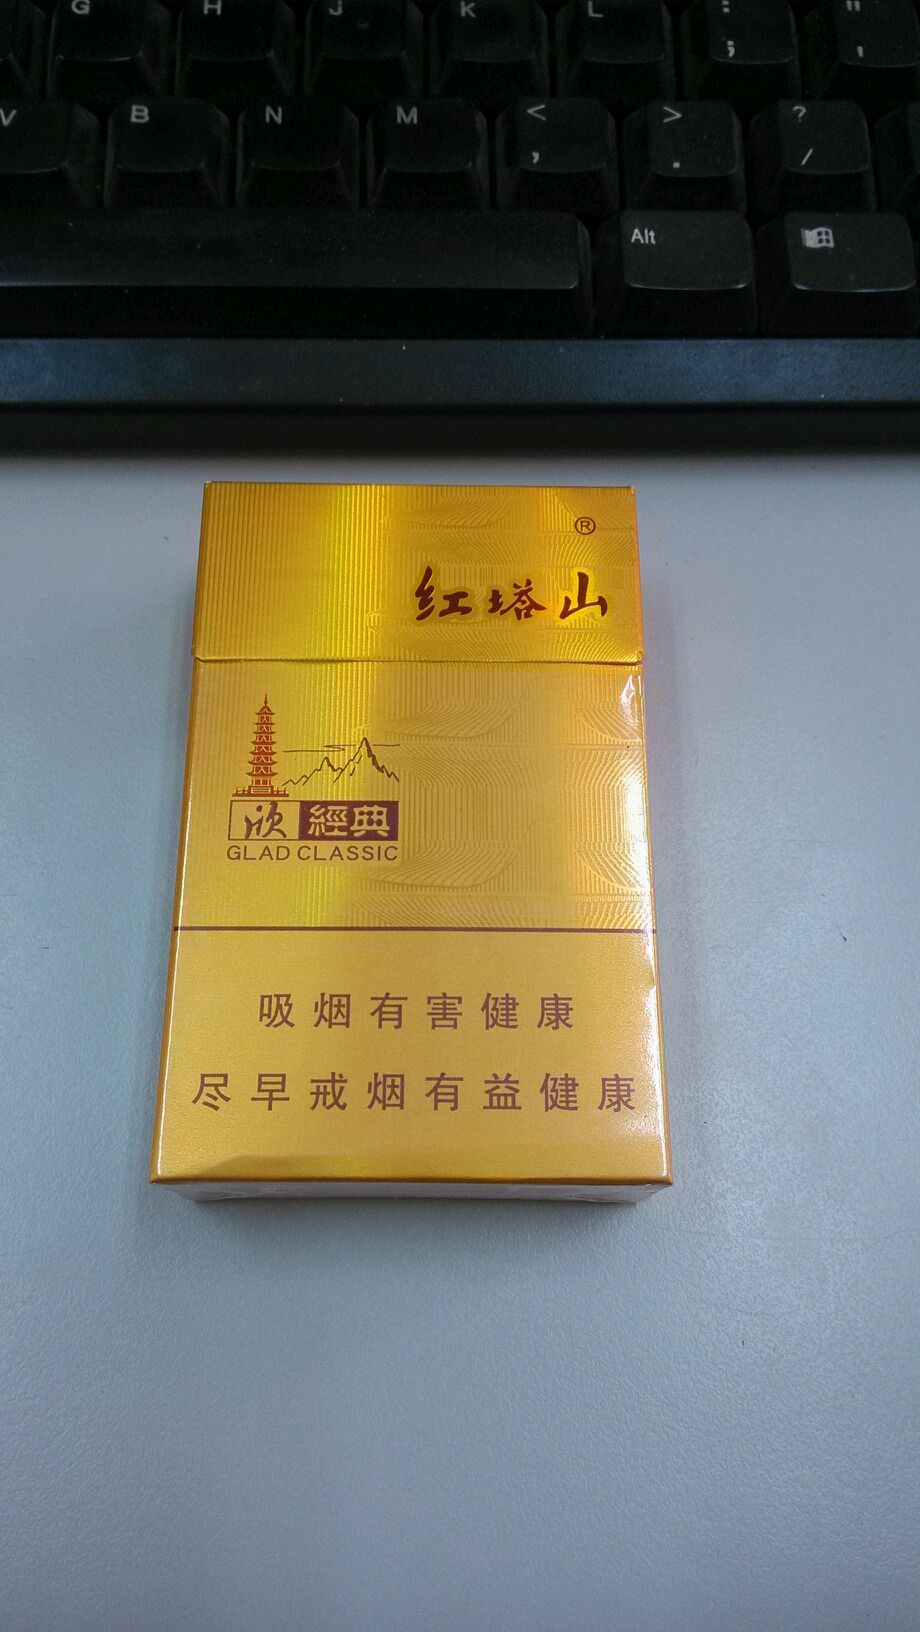 G H J K L : ; " '
V B N M < , > . ? /
Alt
®
红塔山
欣 經典
GLAD CLASSIC
吸烟有害健康
尽早戒烟有益健康